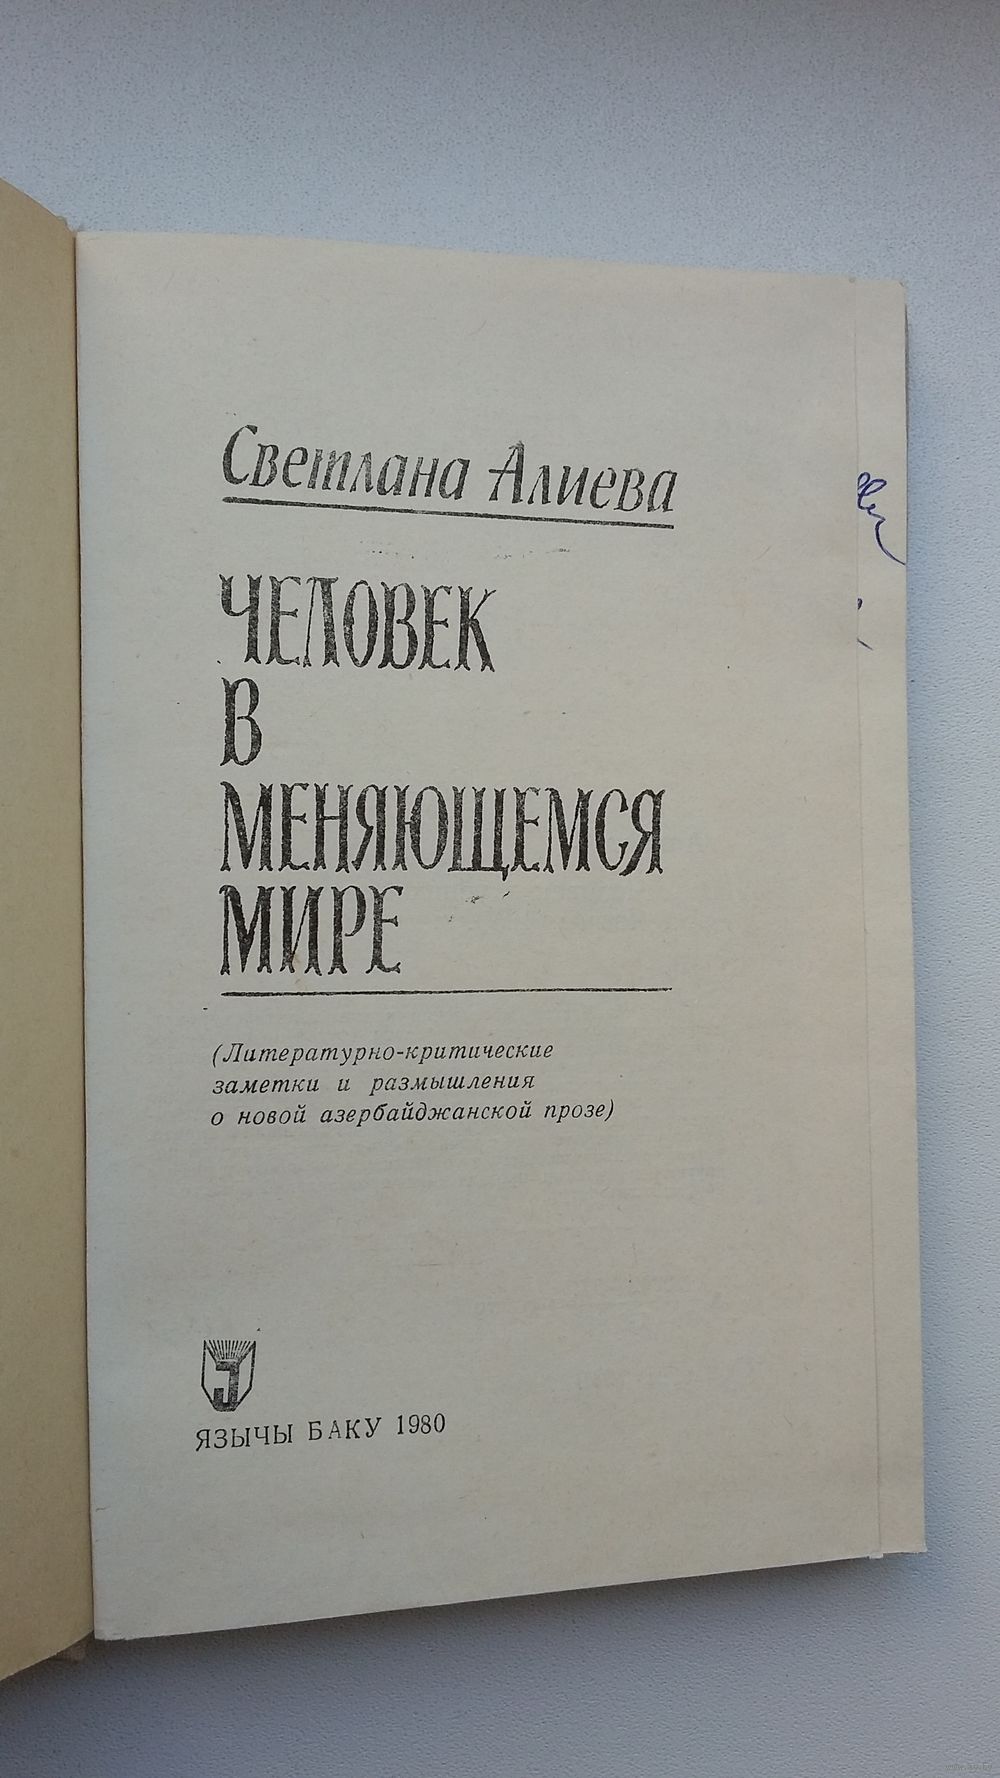 Светлана Алиева
ЧЕЛОВЕК
В
МЕНЯЮЩЕМСЯ
МИРЕ
(Литературно-критические
заметки и размышления
о новой азербайджанской прозе)
ЯЗЫЧЫ БАКУ 1980